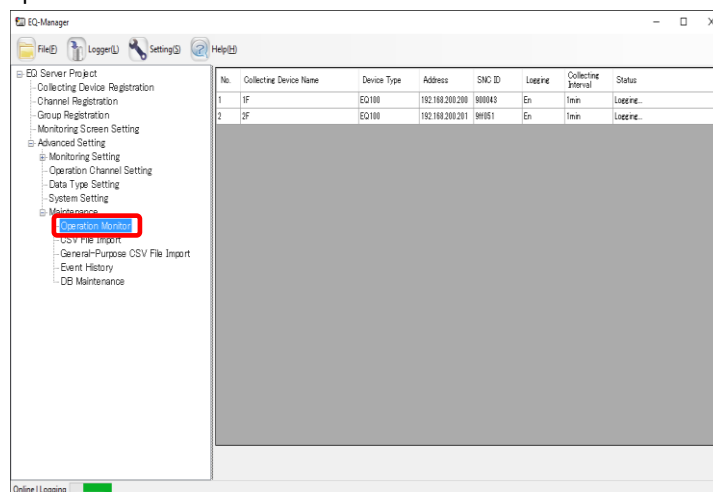 EQ-Manager
File(F) Logger(L) Setting(S) Help(H)
EQ Server Project
Collecting Device Registration
Channel Registration
Group Registration
Monitoring Screen Setting
Advanced Setting
Monitoring Setting
Operation Channel Setting
Data Type Setting
System Setting
Maintenance
Operation Monitor
CSV File Import
General-Purpose CSV File Import
Event History
DB Maintenance
No. Collecting Device Name Device Type Address SNC ID Logging Collecting Interval Status
1 1F EQ100 192.168.200.200 900043 En 1min Logging...
2 2F EQ100 192.168.200.201 En 1min Logging...
Online | Logging